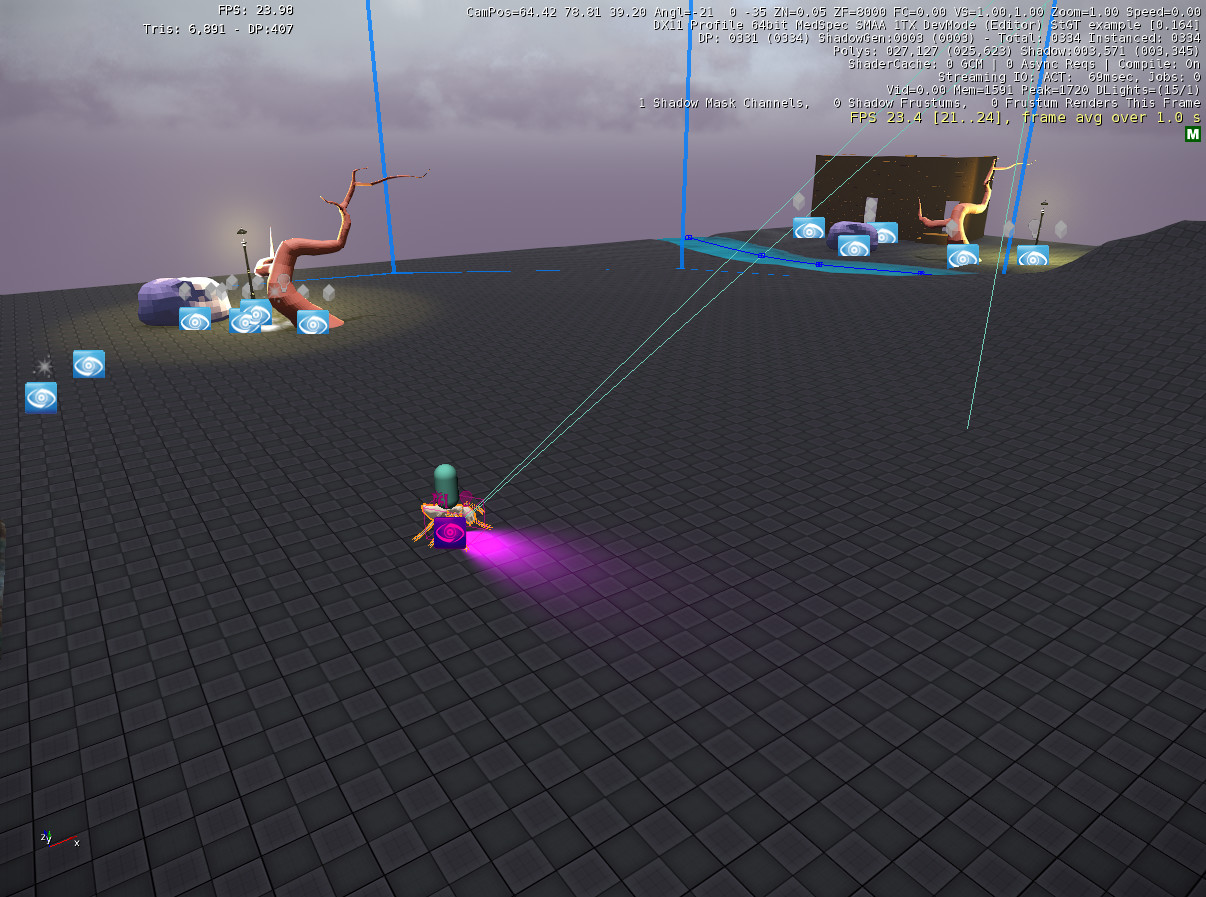 FPS: 23.98
Tris: 6,891 - DP:407
CamPos=64.42 78.81 39.20 Angl=-21 0 -35 ZN=0.05 ZF=8000 FC=0.00 VS=1.00,1.00 Zoom=1.00 Speed=0.00
DX11 Profile 64bit MedSpec SMAA 1TX DevMode (Editor) StGT example [0.164]
DP: 0331 (0334) ShadowGen:0003 (0003) - Total: 0334 Instanced: 0334
Polys: 027,127 (025,623) Shadow:003,571 (003,345)
ShaderCache: 0 GCM | 0 Async Reqs | Compile: On
Streaming IO: ACT: 69msec, Jobs: 0
Vid=0.00 Mem=1591 Peak=1720 DLights=(15/1)
1 Shadow Mask Channels, 0 Shadow Frustums, 0 Frustum Renders This Frame
FPS 23.4 [21..24], frame avg over 1.0 s
M
z y x